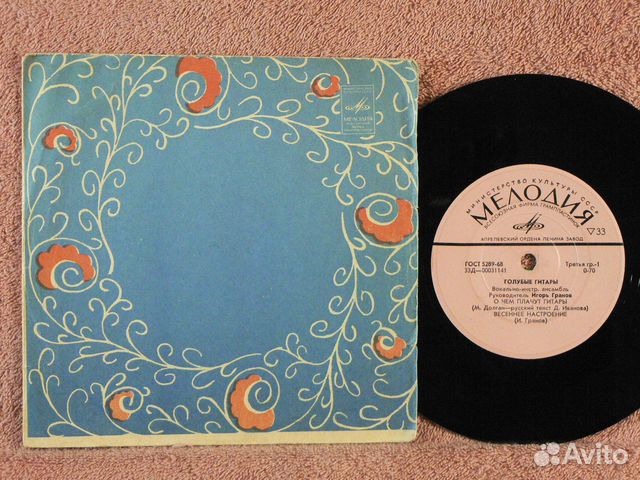 МЕЛОДИЯ
МИНИСТЕРСТВО КУЛЬТУРЫ СССР
МЕЛОДИЯ
ВСЕСОЮЗНАЯ ФИРМА ГРАМПЛАСТИНОК
▽33
АПРЕЛЕВСКИЙ ОРДЕНА ЛЕНИНА ЗАВОД
ГОСТ 5289-68 Третья гр.-1
33Д—00031141 0-70
ГОЛУБЫЕ ГИТАРЫ
Вокально-инстр. ансамбль
Руководитель Игорь Гранов
О ЧЕМ ПЛАЧУТ ГИТАРЫ
(М. Долган—русский текст Д. Иванова)
ВЕСЕННЕЕ НАСТРОЕНИЕ
(И. Гранов)
Avito